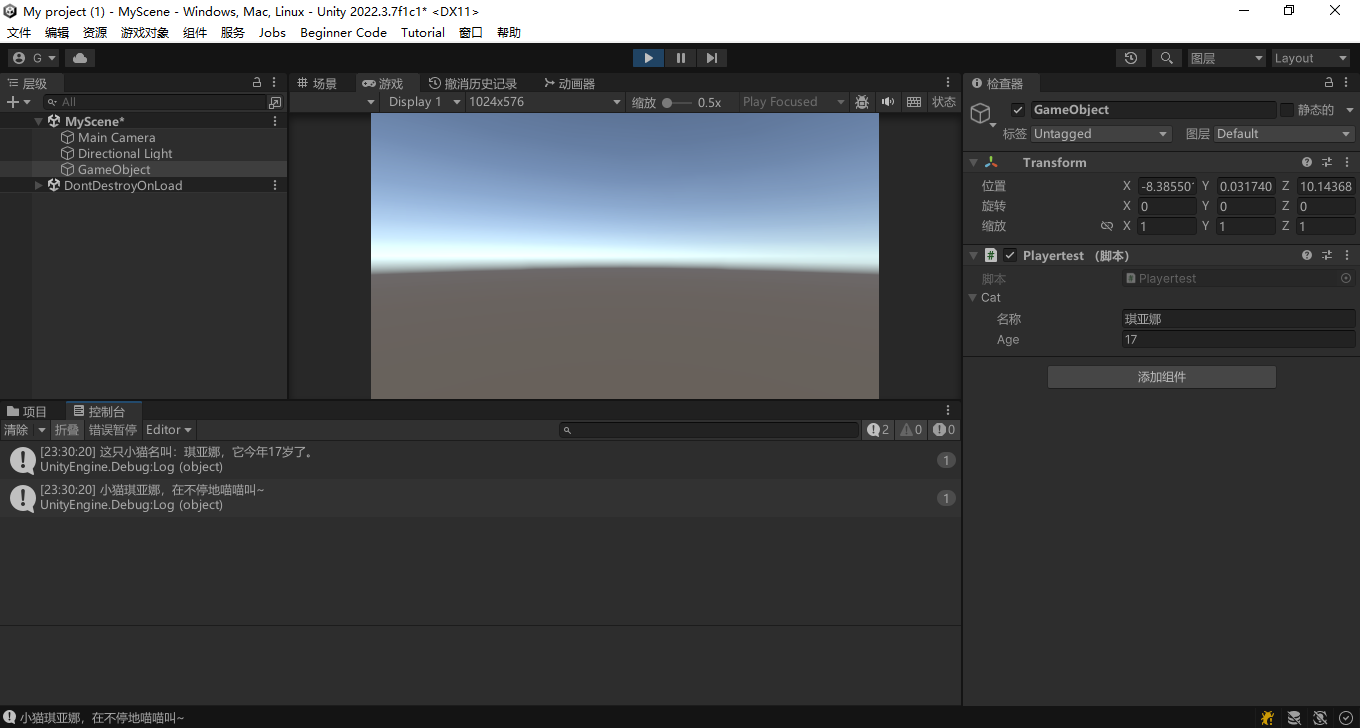 My project (1) - MyScene - Windows, Mac, Linux - Unity 2022.3.7f1c1* <DX11>
文件 编辑 资源 游戏对象 组件 服务 Jobs Beginner Code Tutorial 窗口 帮助
G 图层 Layout
层级 场景 游戏 撤消历史记录 动画器 检查器
All Display 1 1024x576 缩放 0.5x Play Focused 状态
GameObject 静态的
标签 Untagged 图层 Default
MyScene*
Main Camera
Directional Light
GameObject
DontDestroyOnLoad
Transform
位置 X -8.38550 Y 0.031740 Z 10.14368
旋转 X 0 Y 0 Z 0
缩放 X 1 Y 1 Z 1
# Playertest (脚本)
脚本 Playertest
Cat
名称 琪亚娜
Age 17
添加组件
项目 控制台
清除 折叠 错误暂停 Editor 2 0 0
[23:30:20] 这只小猫名叫：琪亚娜，它今年17岁了。 1
UnityEngine.Debug:Log (object)
[23:30:20] 小猫琪亚娜，在不停地喵喵叫~ 1
UnityEngine.Debug:Log (object)
小猫琪亚娜，在不停地喵喵叫~